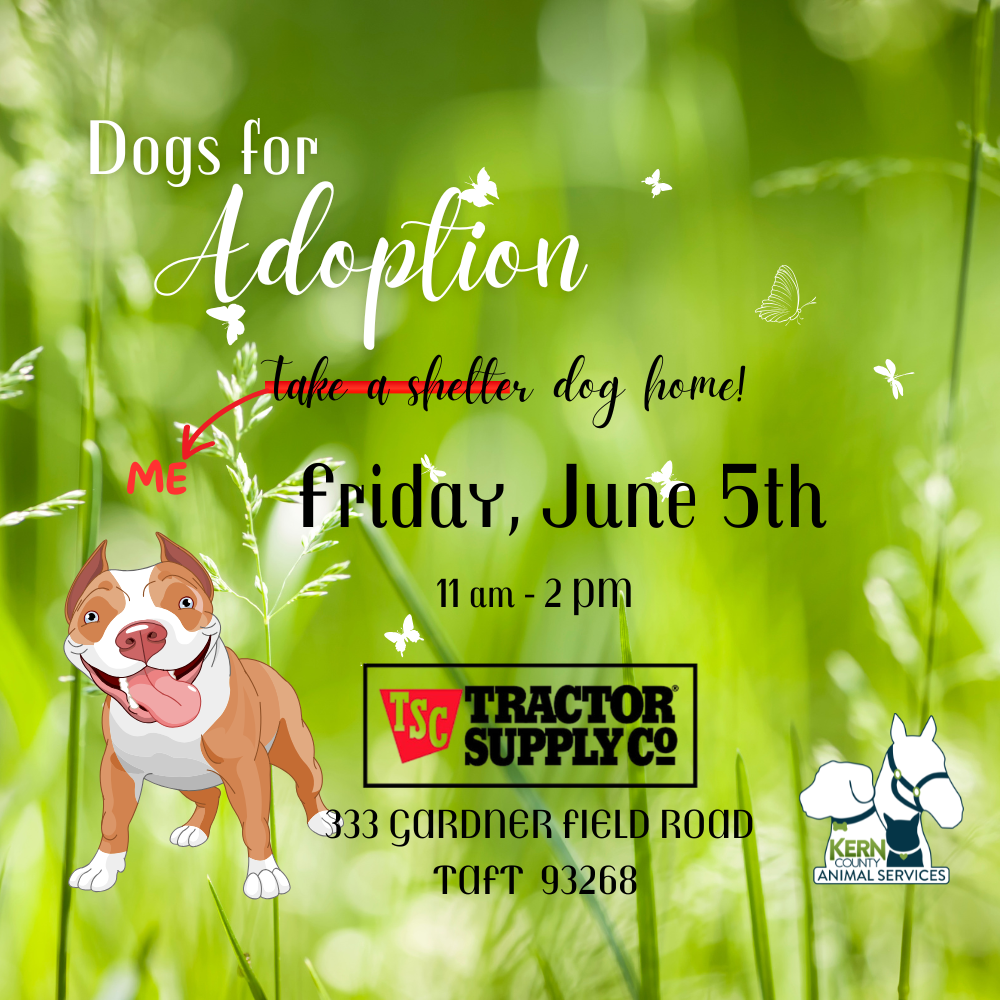 Dogs for
Adoption
Take a shelter dog home!
ME
Friday, June 5th
11 am - 2 pm
TSC TRACTOR
SUPPLY CO
333 GARDNER FIELD ROAD
TAFT 93268
KERN
COUNTY
ANIMAL SERVICES